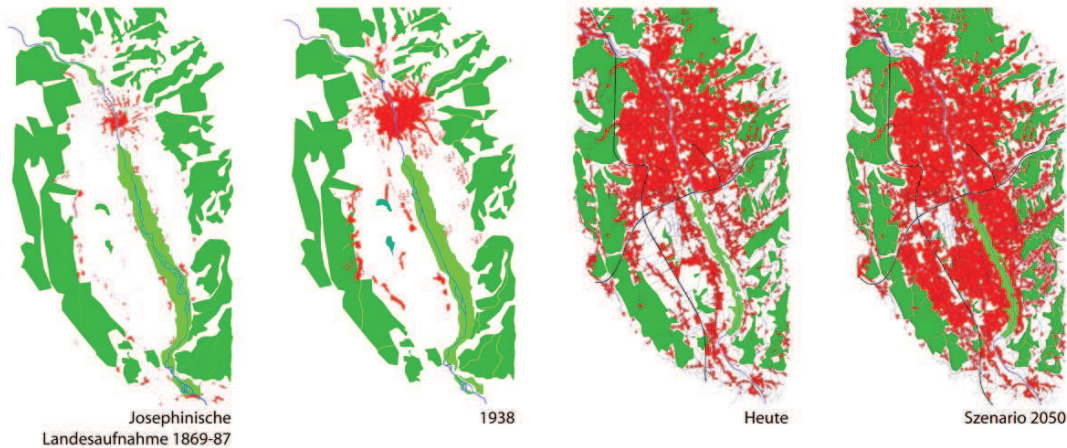 Josephinische
Landesaufnahme 1869-87
1938
Heute
Szenario 2050